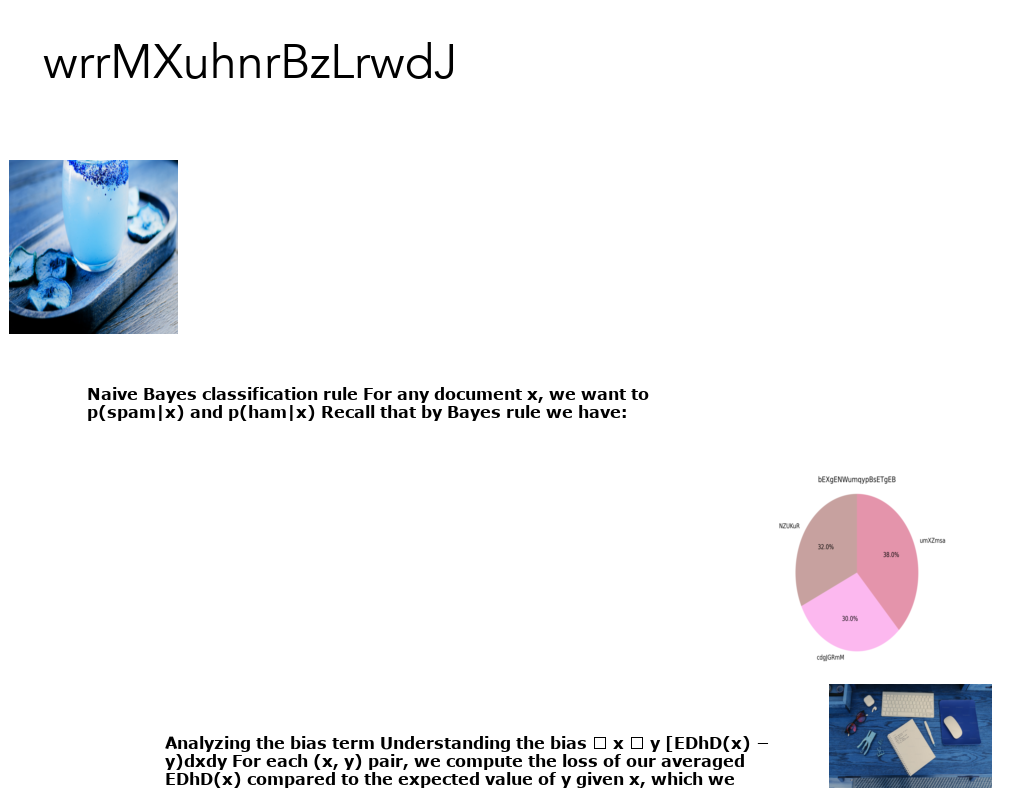 wrrMXuhnrBzLrwdJ
Naive Bayes classification rule For any document x, we want to
p(spam|x) and p(ham|x) Recall that by Bayes rule we have:
bEXgENWumqypBsETgEB
NZUKuR
umXZmsa
32.0%
38.0%
30.0%
cdgJGRmM
Analyzing the bias term Understanding the bias □ x □ y [EDhD(x) −
y)dxdy For each (x, y) pair, we compute the loss of our averaged
EDhD(x) compared to the expected value of y given x, which we